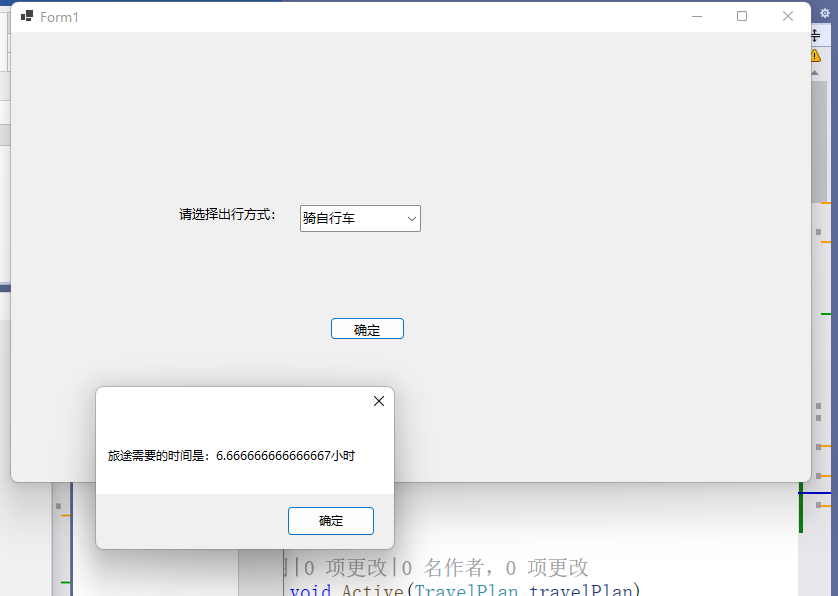 Form1
请选择出行方式：
骑自行车
确定
旅途需要的时间是：6.666666666666667小时
确定
|0 项更改|0 名作者，0 项更改
void Active(TravelPlan travelPlan)